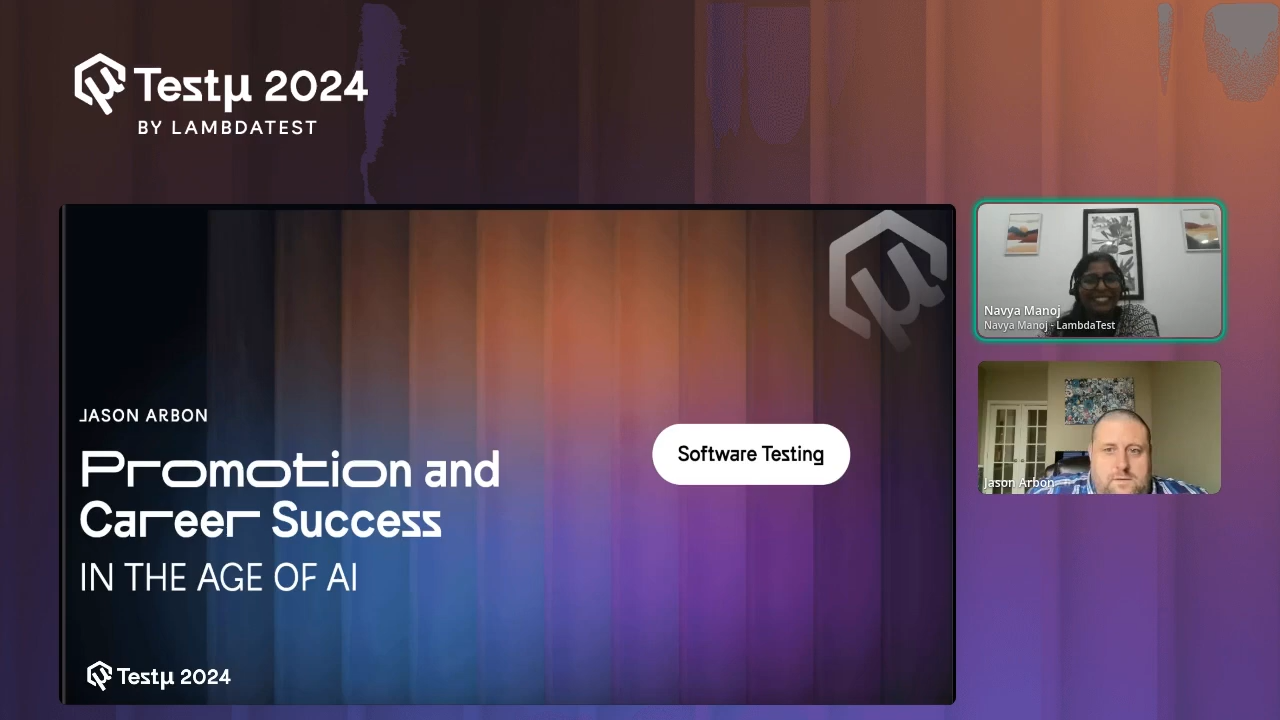 Testμ 2024
BY LAMBDATEST
JASON ARBON
Promotion and
Career Success
IN THE AGE OF AI
Software Testing
Testμ 2024
Navya Manoj
Navya Manoj - LambdaTest
Jason Arbon